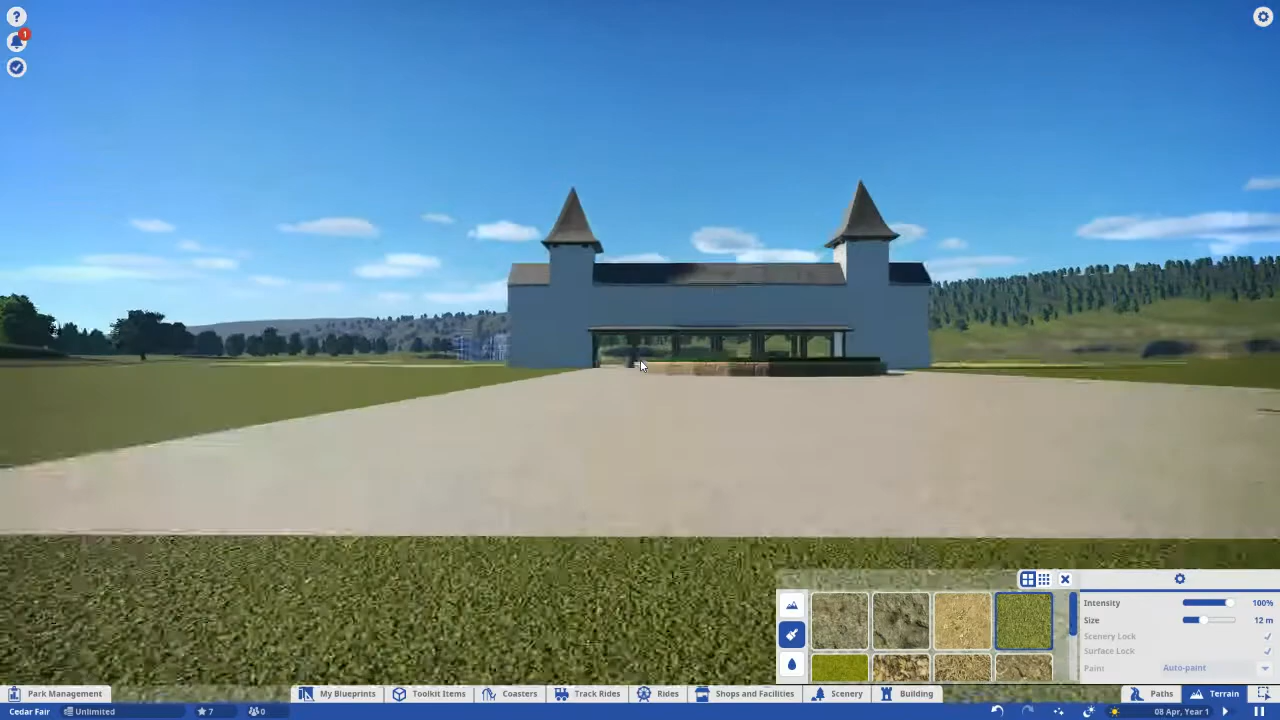 ?
1
Intensity 100%
Size 12 m
Scenery Lock
Surface Lock
Paint Auto-paint
Park Management My Blueprints Toolkit Items Coasters Track Rides Rides Shops and Facilities Scenery Building Paths Terrain
Cedar Fair Unlimited 7 0 08 Apr, Year 1